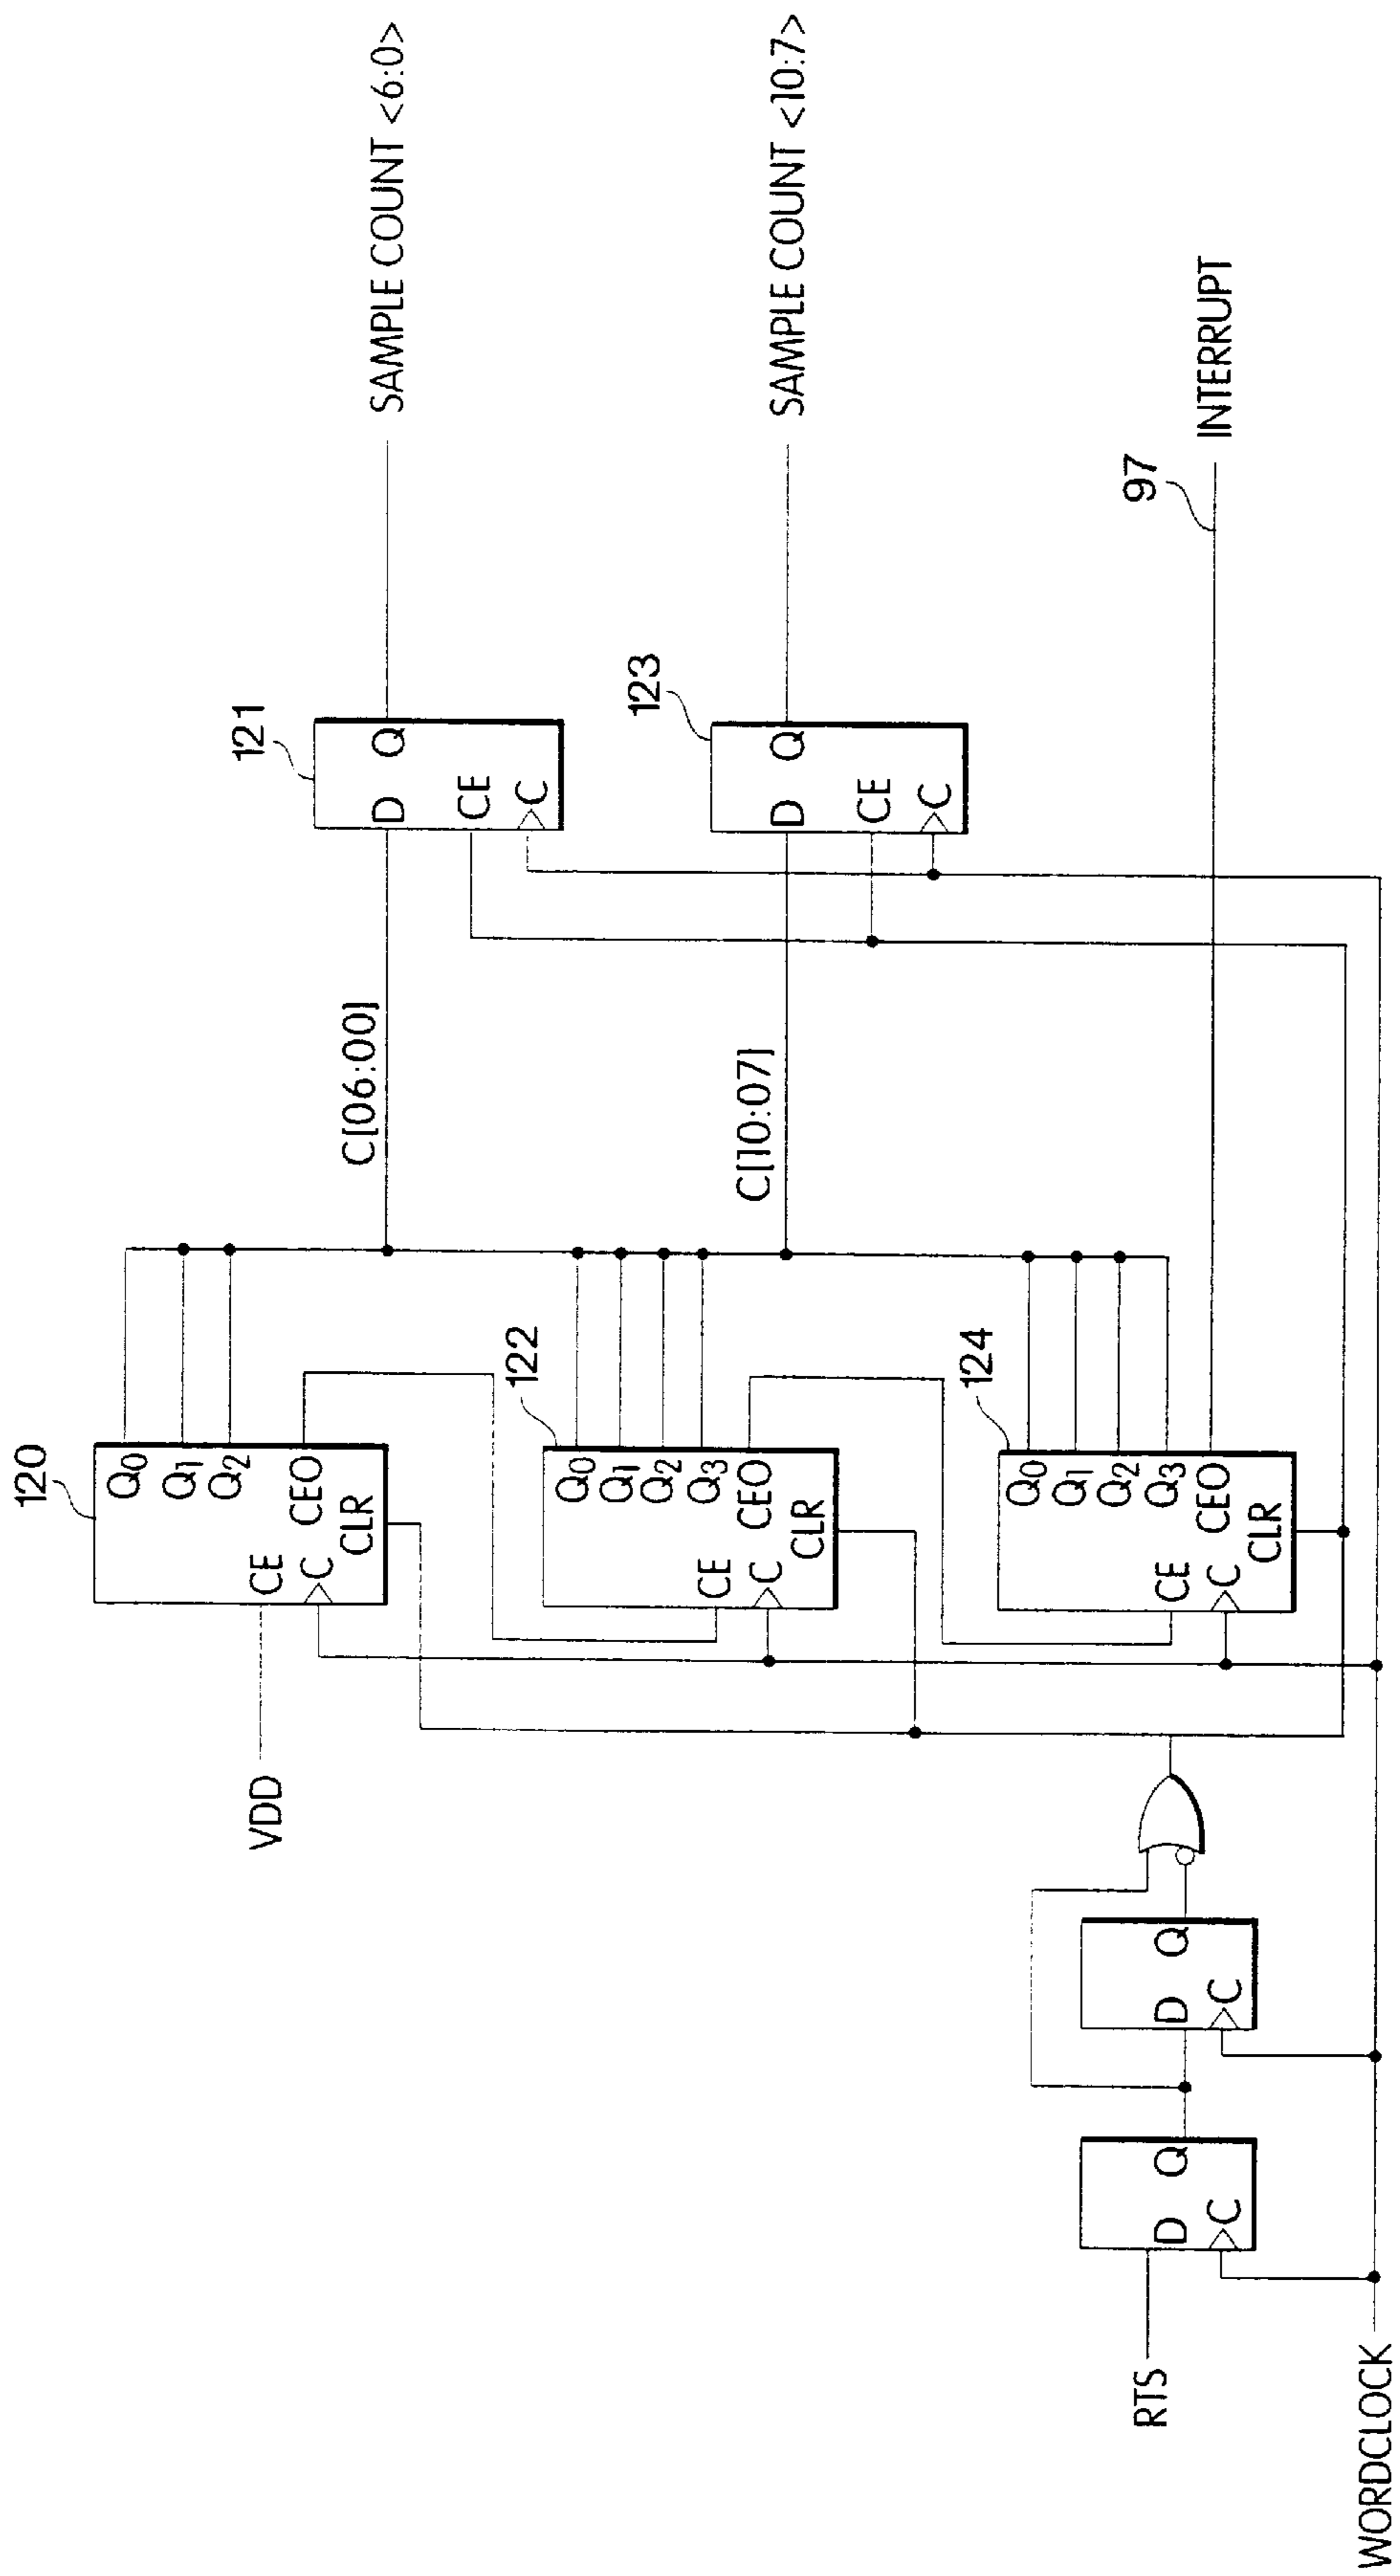 120
Q0
Q1
Q2
CEO
CE
C
CLR
VDD
C[06:00]
121
D Q
CE
C
SAMPLE COUNT <6:0>
122
Q0
Q1
Q2
Q3
CEO
CE
C
CLR
C[10:07]
123
D Q
CE
C
SAMPLE COUNT <10:7>
124
Q0
Q1
Q2
Q3
CEO
CE
C
CLR
97
INTERRUPT
RTS
D Q
C
D Q
C
WORDCLOCK